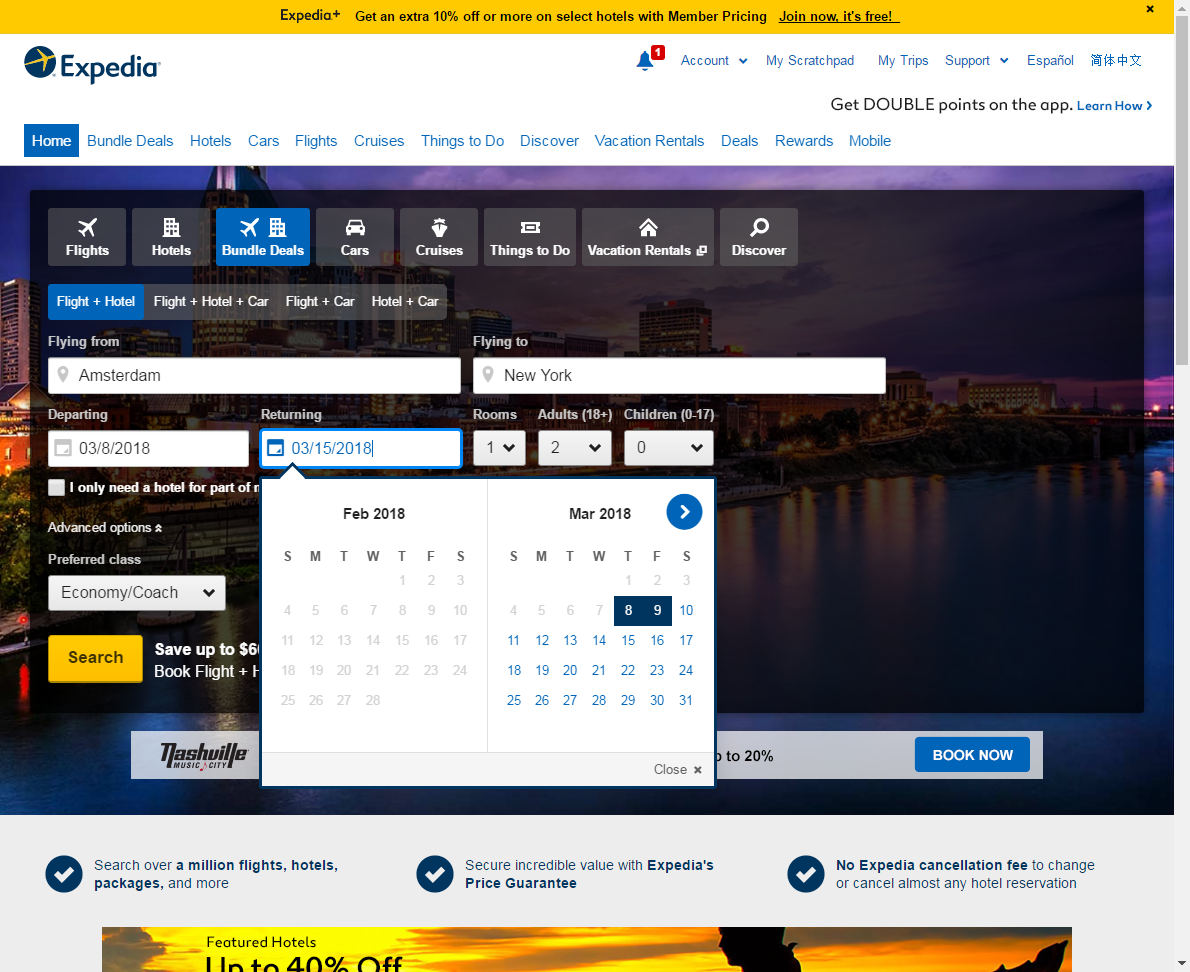 Expedia+ Get an extra 10% off or more on select hotels with Member Pricing Join now, it's free! ×
Expedia
1 Account My Scratchpad My Trips Support Español 简体中文
Get DOUBLE points on the app. Learn How
Home Bundle Deals Hotels Cars Flights Cruises Things to Do Discover Vacation Rentals Deals Rewards Mobile
Flights Hotels Bundle Deals Cars Cruises Things to Do Vacation Rentals Discover
Flight + Hotel Flight + Hotel + Car Flight + Car Hotel + Car
Flying from Flying to
Amsterdam New York
Departing Returning Rooms Adults (18+) Children (0-17)
03/8/2018 03/15/2018 1 2 0
I only need a hotel for part of
Advanced options
Preferred class
Economy/Coach
Search
Save up to
Book Flight +
Feb 2018 Mar 2018
S M T W T F S S M T W T F S
1 2 3 1 2 3
4 5 6 7 8 9 10 4 5 6 7 8 9 10
11 12 13 14 15 16 17 11 12 13 14 15 16 17
18 19 20 21 22 23 24 18 19 20 21 22 23 24
25 26 27 28 25 26 27 28 29 30 31
Close ×
Nashville to 20% BOOK NOW
MUSIC CITY
Search over a million flights, hotels,
packages, and more
Secure incredible value with Expedia's
Price Guarantee
No Expedia cancellation fee to change
or cancel almost any hotel reservation
Featured Hotels
Up to 40% Off